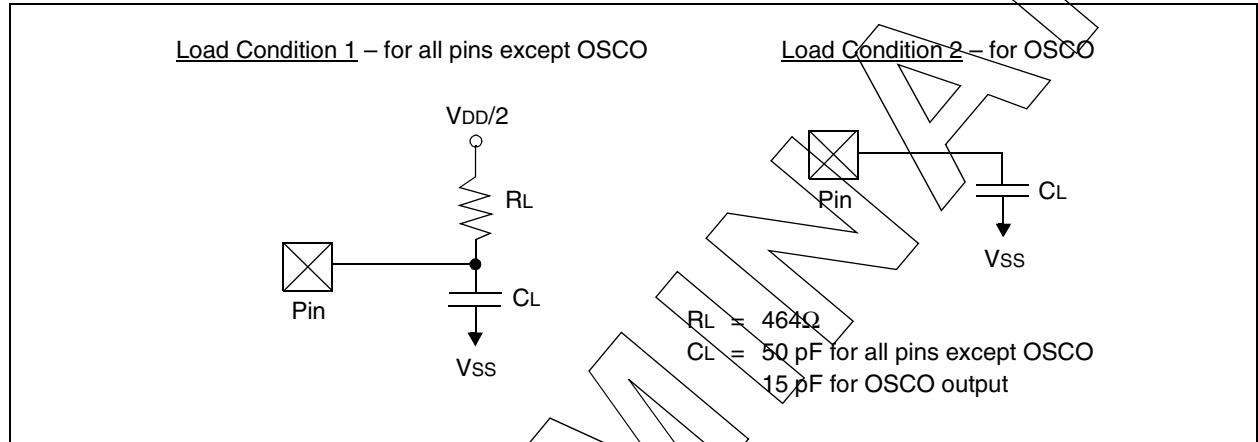 Load Condition 1 – for all pins except OSCO
Load Condition 2 – for OSCO
VDD/2
RL
Pin
CL
VSS
Pin
CL
VSS
RL = 464Ω
CL = 50 pF for all pins except OSCO
15 pF for OSCO output
MINA